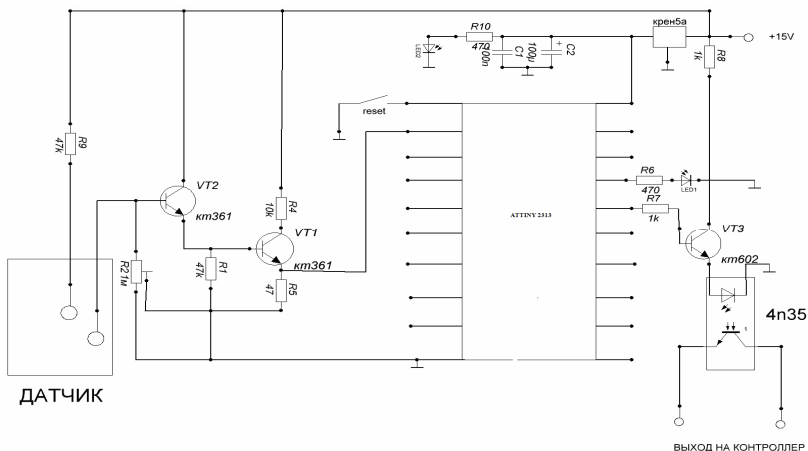 R10
470
LED2
100n
C1
100µ
+
C2
крен5а
+15V
R8
1k
reset
R9
47k
VT2
кт361
R4
10k
VT1
кт361
R2 1м
R1
47k
R5
47
ATTINY 2313
R6
470
LED1
R7
1k
VT3
кт602
1
4n35
ДАТЧИК
ВЫХОД НА КОНТРОЛЛЕР